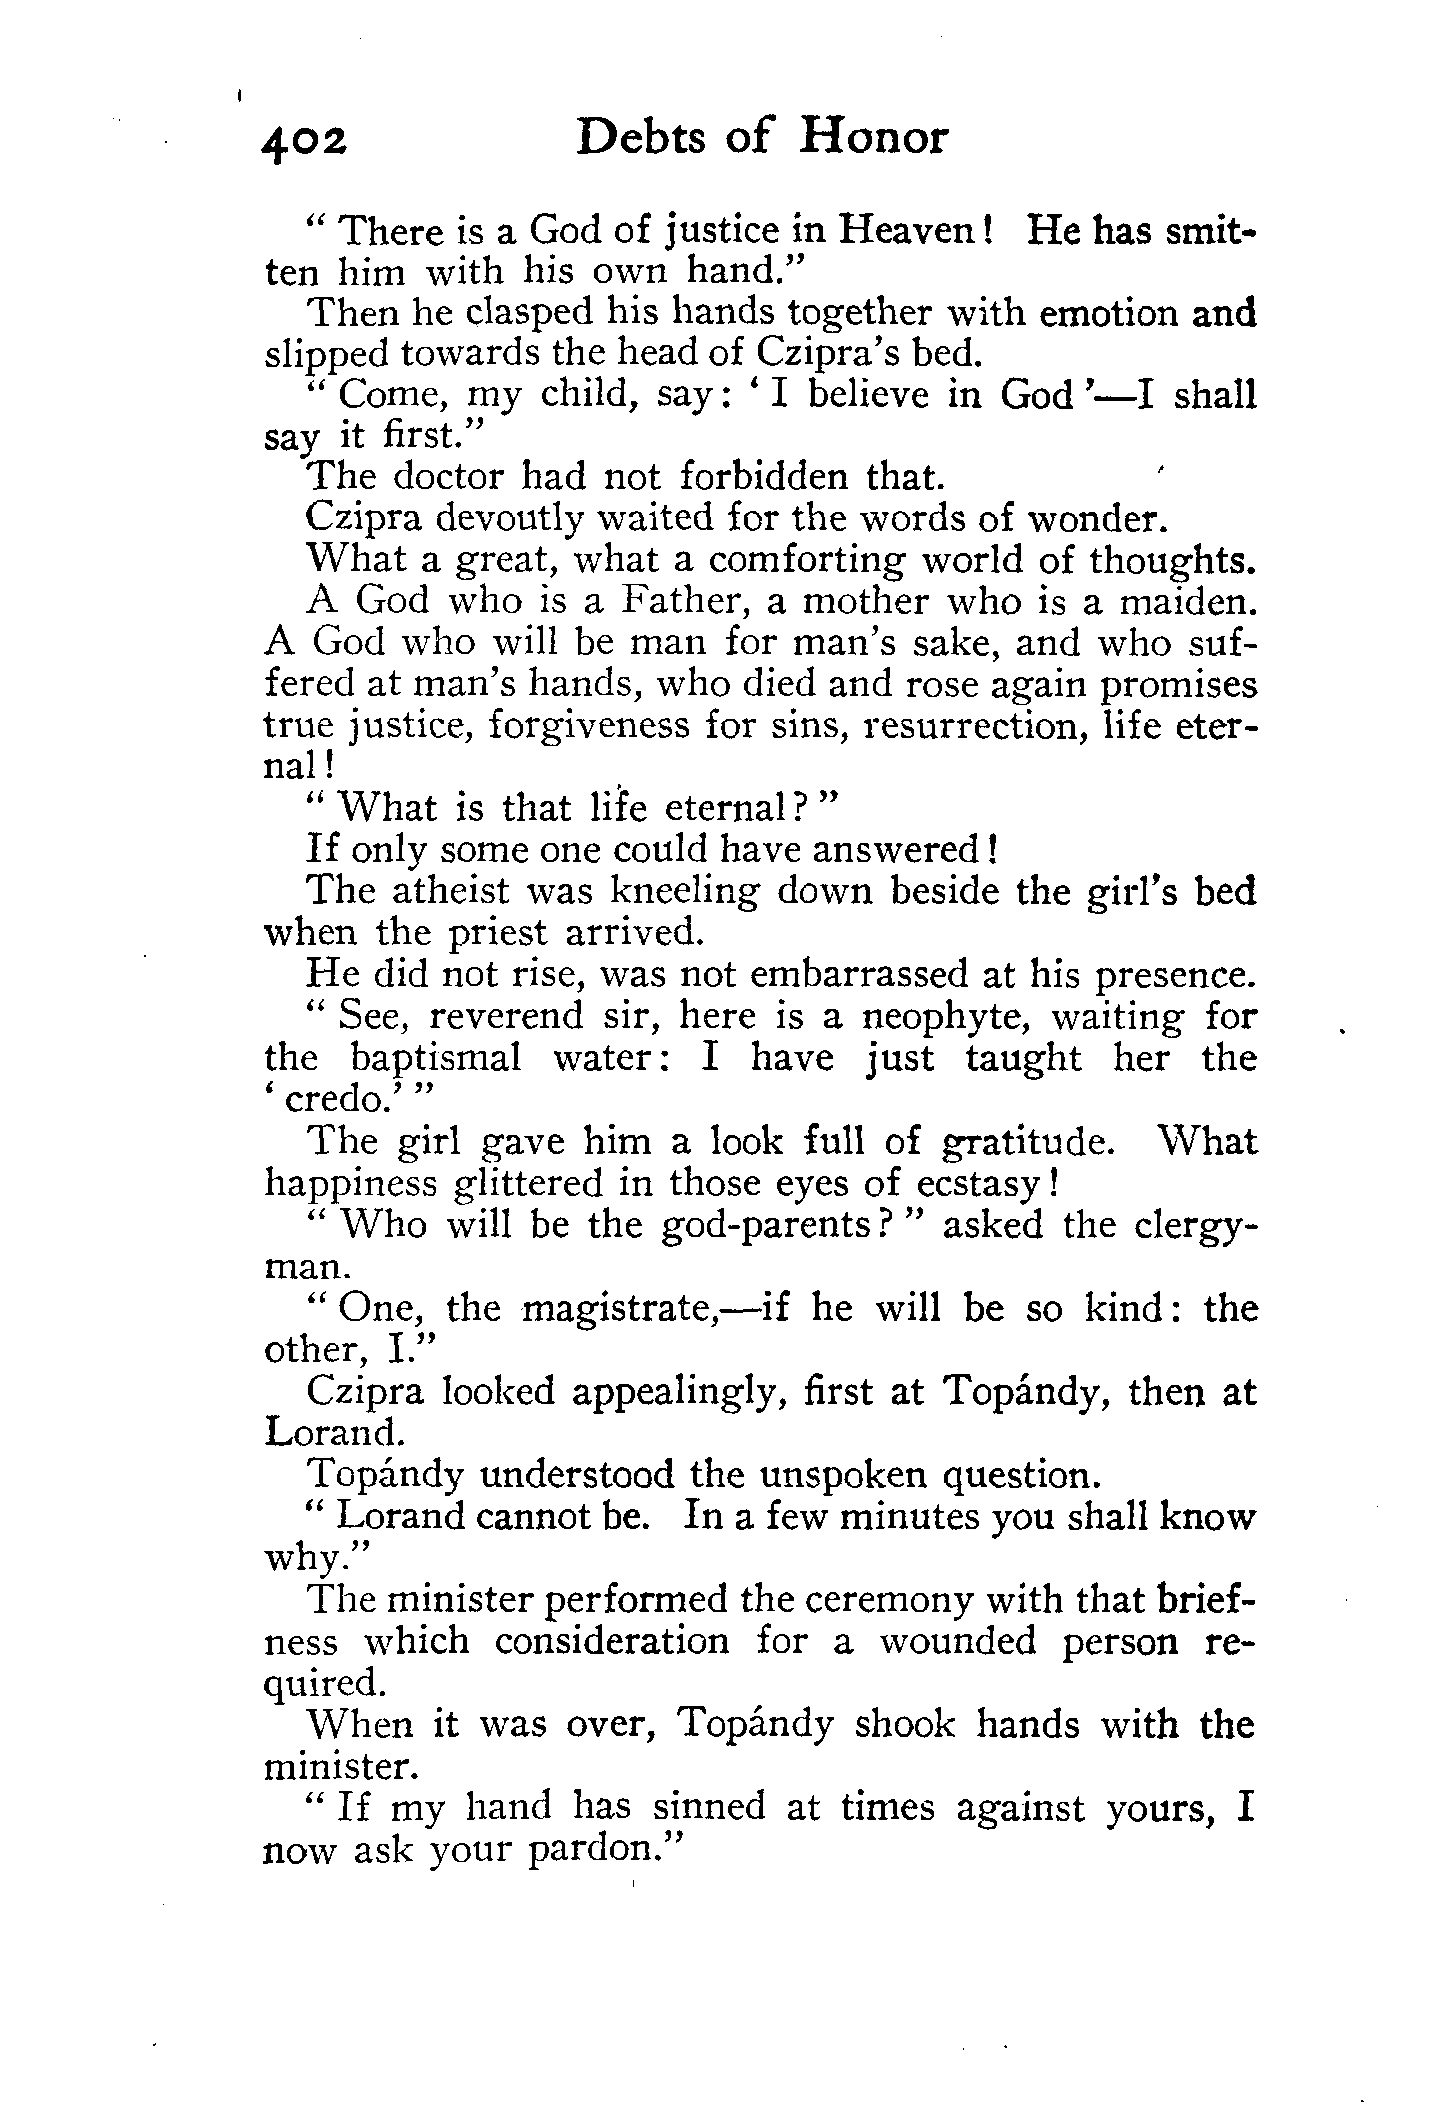 402 Debts of Honor
“ There is a God of justice in Heaven! He has smit-
ten him with his own hand.”
Then he clasped his hands together with emotion and
slipped towards the head of Czipra’s bed.
“ Come, my child, say: ‘ I believe in God ’—I shall
say it first.”
The doctor had not forbidden that.
Czipra devoutly waited for the words of wonder.
What a great, what a comforting world of thoughts.
A God who is a Father, a mother who is a maiden.
A God who will be man for man’s sake, and who suf-
fered at man’s hands, who died and rose again promises
true justice, forgiveness for sins, resurrection, life eter-
nal!
“ What is that life eternal? ”
If only some one could have answered!
The atheist was kneeling down beside the girl’s bed
when the priest arrived.
He did not rise, was not embarrassed at his presence.
“ See, reverend sir, here is a neophyte, waiting for
the baptismal water: I have just taught her the
‘ credo.’ ”
The girl gave him a look full of gratitude. What
happiness glittered in those eyes of ecstasy!
“ Who will be the god-parents? ” asked the clergy-
man.
“ One, the magistrate,—if he will be so kind: the
other, I.”
Czipra looked appealingly, first at Topándy, then at
Lorand.
Topándy understood the unspoken question.
“ Lorand cannot be. In a few minutes you shall know
why.”
The minister performed the ceremony with that brief-
ness which consideration for a wounded person re-
quired.
When it was over, Topándy shook hands with the
minister.
“ If my hand has sinned at times against yours, I
now ask your pardon.”